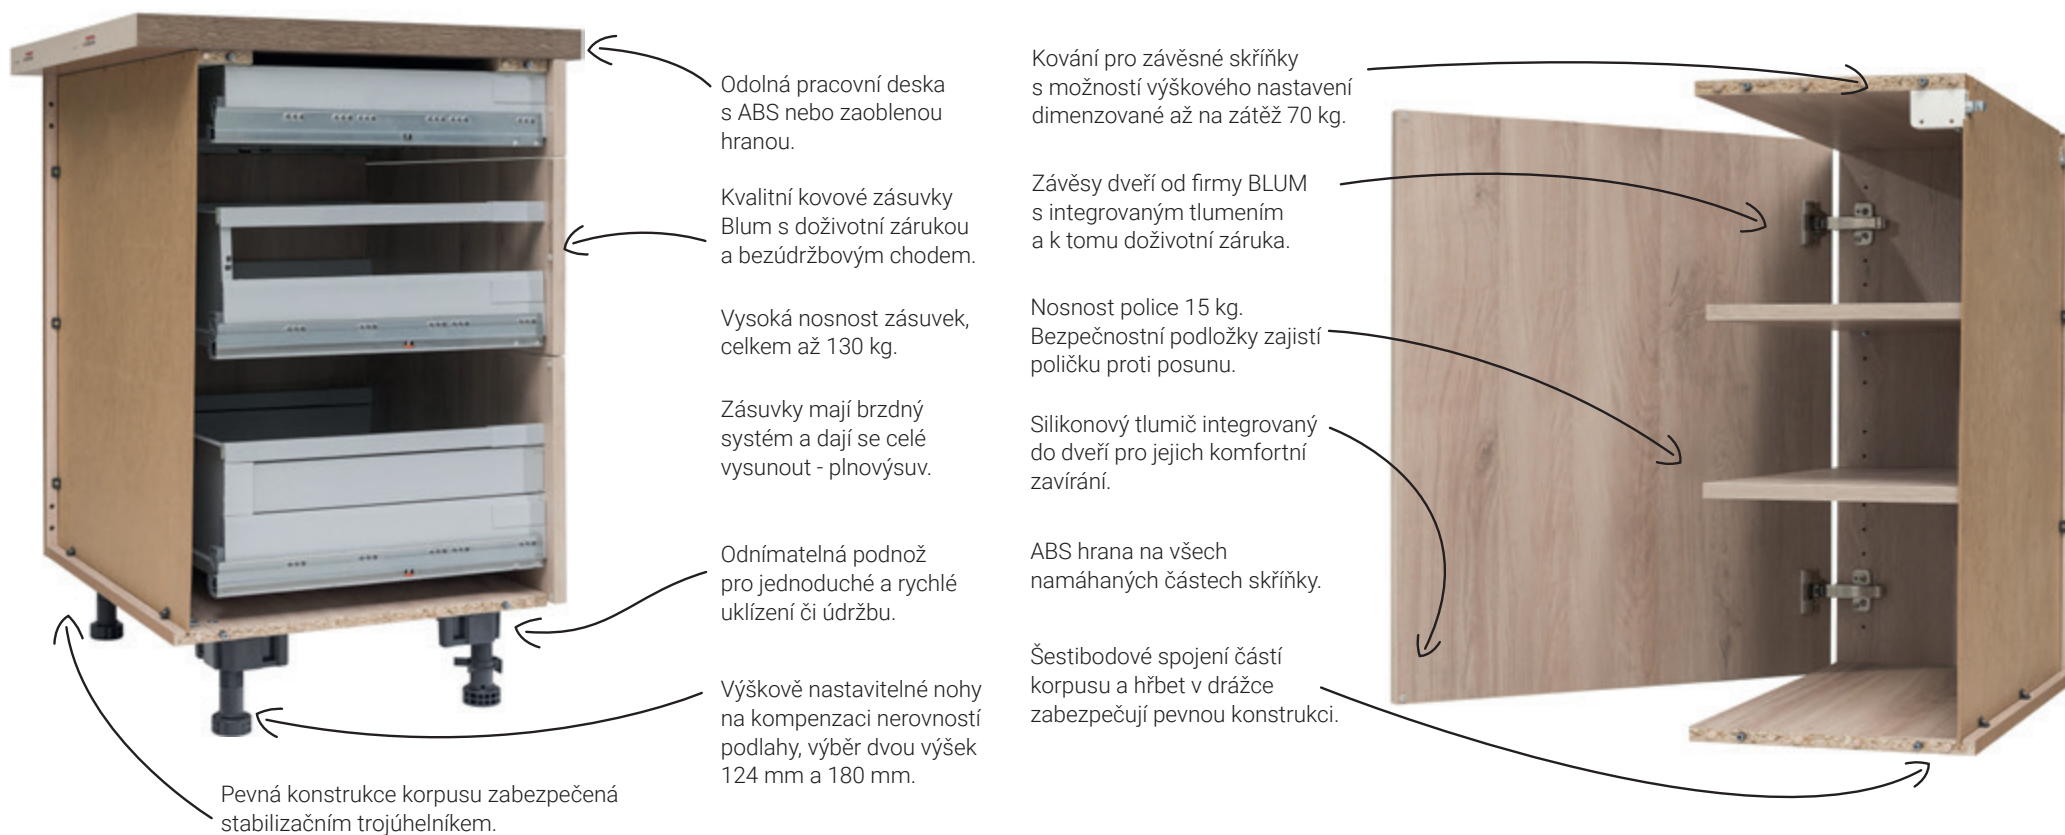 Odolná pracovní deska
s ABS nebo zaoblenou
hranou.
Kvalitní kovové zásuvky
Blum s doživotní zárukou
a bezúdržbovým chodem.
Vysoká nosnost zásuvek,
celkem až 130 kg.
Zásuvky mají brzdný
systém a dají se celé
vysunout - plnovýsuv.
Odnímatelná podnož
pro jednoduché a rychlé
uklízení či údržbu.
Výškově nastavitelné nohy
na kompenzaci nerovností
podlahy, výběr dvou výšek
124 mm a 180 mm.
Pevná konstrukce korpusu zabezpečená
stabilizačním trojúhelníkem.
Kování pro závěsné skříňky
s možností výškového nastavení
dimenzované až na zátěž 70 kg.
Závěsy dveří od firmy BLUM
s integrovaným tlumením
a k tomu doživotní záruka.
Nosnost police 15 kg.
Bezpečnostní podložky zajistí
poličku proti posunu.
Silikonový tlumič integrovaný
do dveří pro jejich komfortní
zavírání.
ABS hrana na všech
namáhaných částech skříňky.
Šestibodové spojení částí
korpusu a hřbet v drážce
zabezpečují pevnou konstrukci.